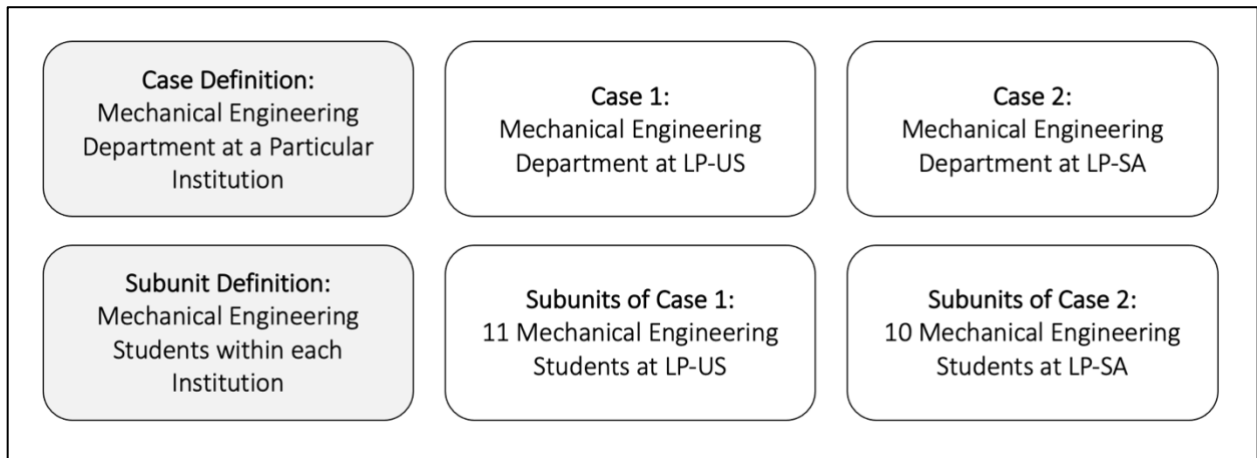 Case Definition:
Mechanical Engineering
Department at a Particular
Institution
Case 1:
Mechanical Engineering
Department at LP-US
Case 2:
Mechanical Engineering
Department at LP-SA
Subunit Definition:
Mechanical Engineering
Students within each
Institution
Subunits of Case 1:
11 Mechanical Engineering
Students at LP-US
Subunits of Case 2:
10 Mechanical Engineering
Students at LP-SA